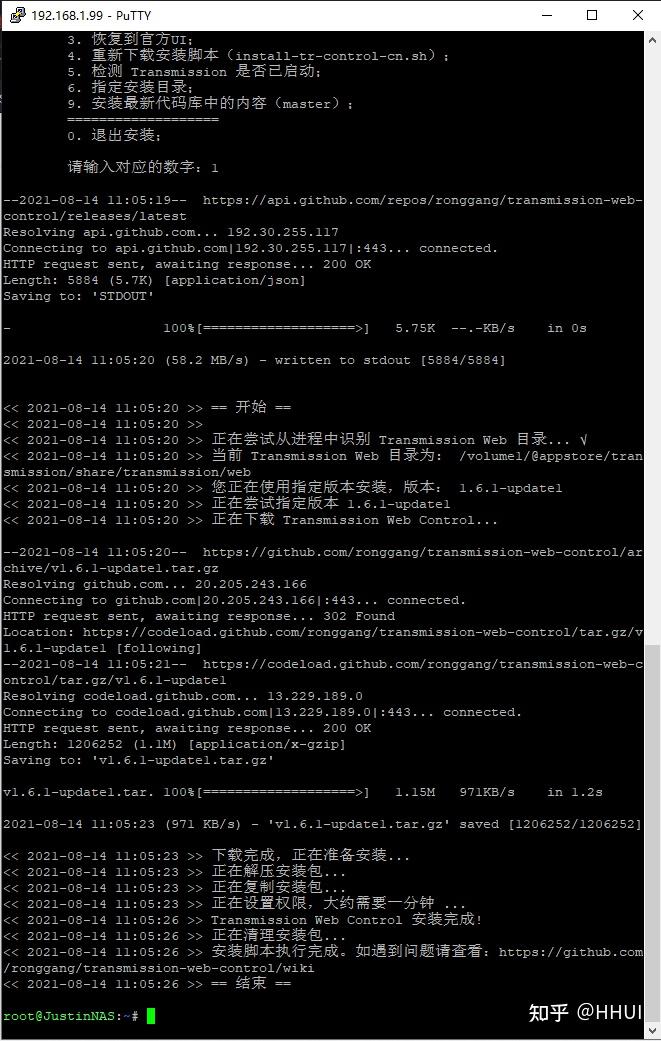 192.168.1.99 - PuTTY
3. 恢复到官方UI;
4. 重新下载安装脚本（install-tr-control-cn.sh）;
5. 检测 Transmission 是否已启动;
6. 指定安装目录;
9. 安装最新代码库中的内容（master）;
===================
0. 退出安装;
请输入对应的数字: 1
--2021-08-14 11:05:19--  https://api.github.com/repos/ronggang/transmission-web-
control/releases/latest
Resolving api.github.com... 192.30.255.117
Connecting to api.github.com|192.30.255.117|:443... connected.
HTTP request sent, awaiting response... 200 OK
Length: 5884 (5.7K) [application/json]
Saving to: 'STDOUT'
-                   100%[===================>]   5.75K  --.-KB/s    in 0s
2021-08-14 11:05:20 (58.2 MB/s) - written to stdout [5884/5884]
<< 2021-08-14 11:05:20 >> == 开始 ==
<< 2021-08-14 11:05:20 >>
<< 2021-08-14 11:05:20 >> 正在尝试从进程中识别 Transmission Web 目录... √
<< 2021-08-14 11:05:20 >> 当前 Transmission Web 目录为: /volume1/@appstore/tran
smission/share/transmission/web
<< 2021-08-14 11:05:20 >> 您正在使用指定版本安装，版本: 1.6.1-update1
<< 2021-08-14 11:05:20 >> 正在尝试指定版本 1.6.1-update1
<< 2021-08-14 11:05:20 >> 正在下载 Transmission Web Control...
--2021-08-14 11:05:20--  https://github.com/ronggang/transmission-web-control/ar
chive/v1.6.1-update1.tar.gz
Resolving github.com... 20.205.243.166
Connecting to github.com|20.205.243.166|:443... connected.
HTTP request sent, awaiting response... 302 Found
Location: https://codeload.github.com/ronggang/transmission-web-control/tar.gz/v
1.6.1-update1 [following]
--2021-08-14 11:05:21--  https://codeload.github.com/ronggang/transmission-web-c
ontrol/tar.gz/v1.6.1-update1
Resolving codeload.github.com... 13.229.189.0
Connecting to codeload.github.com|13.229.189.0|:443... connected.
HTTP request sent, awaiting response... 200 OK
Length: 1206252 (1.1M) [application/x-gzip]
Saving to: 'v1.6.1-update1.tar.gz'
v1.6.1-update1.tar. 100%[===================>]   1.15M   971KB/s    in 1.2s
2021-08-14 11:05:23 (971 KB/s) - 'v1.6.1-update1.tar.gz' saved [1206252/1206252]
<< 2021-08-14 11:05:23 >> 下载完成，正在准备安装...
<< 2021-08-14 11:05:23 >> 正在解压安装包...
<< 2021-08-14 11:05:23 >> 正在复制安装包...
<< 2021-08-14 11:05:23 >> 正在设置权限，大约需要一分钟 ...
<< 2021-08-14 11:05:26 >> Transmission Web Control 安装完成!
<< 2021-08-14 11:05:26 >> 正在清理安装包...
<< 2021-08-14 11:05:26 >> 安装脚本执行完成。如遇到问题请查看: https://github.com
/ronggang/transmission-web-control/wiki
<< 2021-08-14 11:05:26 >> == 结束 ==
root@JustinNAS:~#
知乎 @HHUI